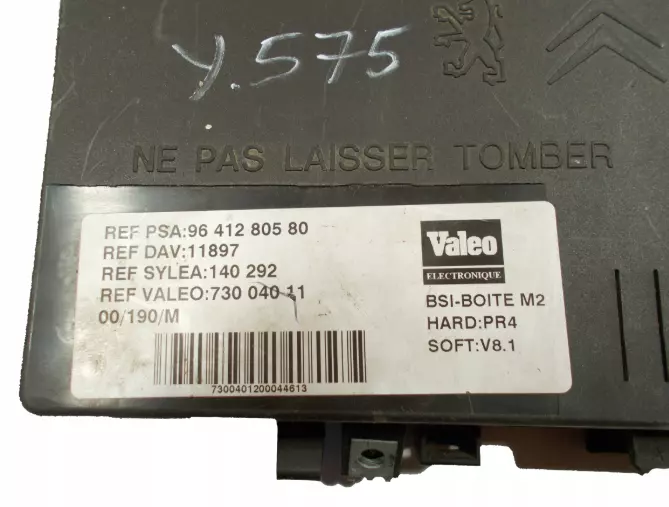 Y.575
NE PAS LAISSER TOMBER
REF PSA:96 412 805 80
REF DAV:11897
REF SYLEA:140 292
REF VALEO:730 040 11
00/190/M
7300401200044613
Valeo
ELECTRONIQUE
BSI-BOITE M2
HARD:PR4
SOFT:V8.1